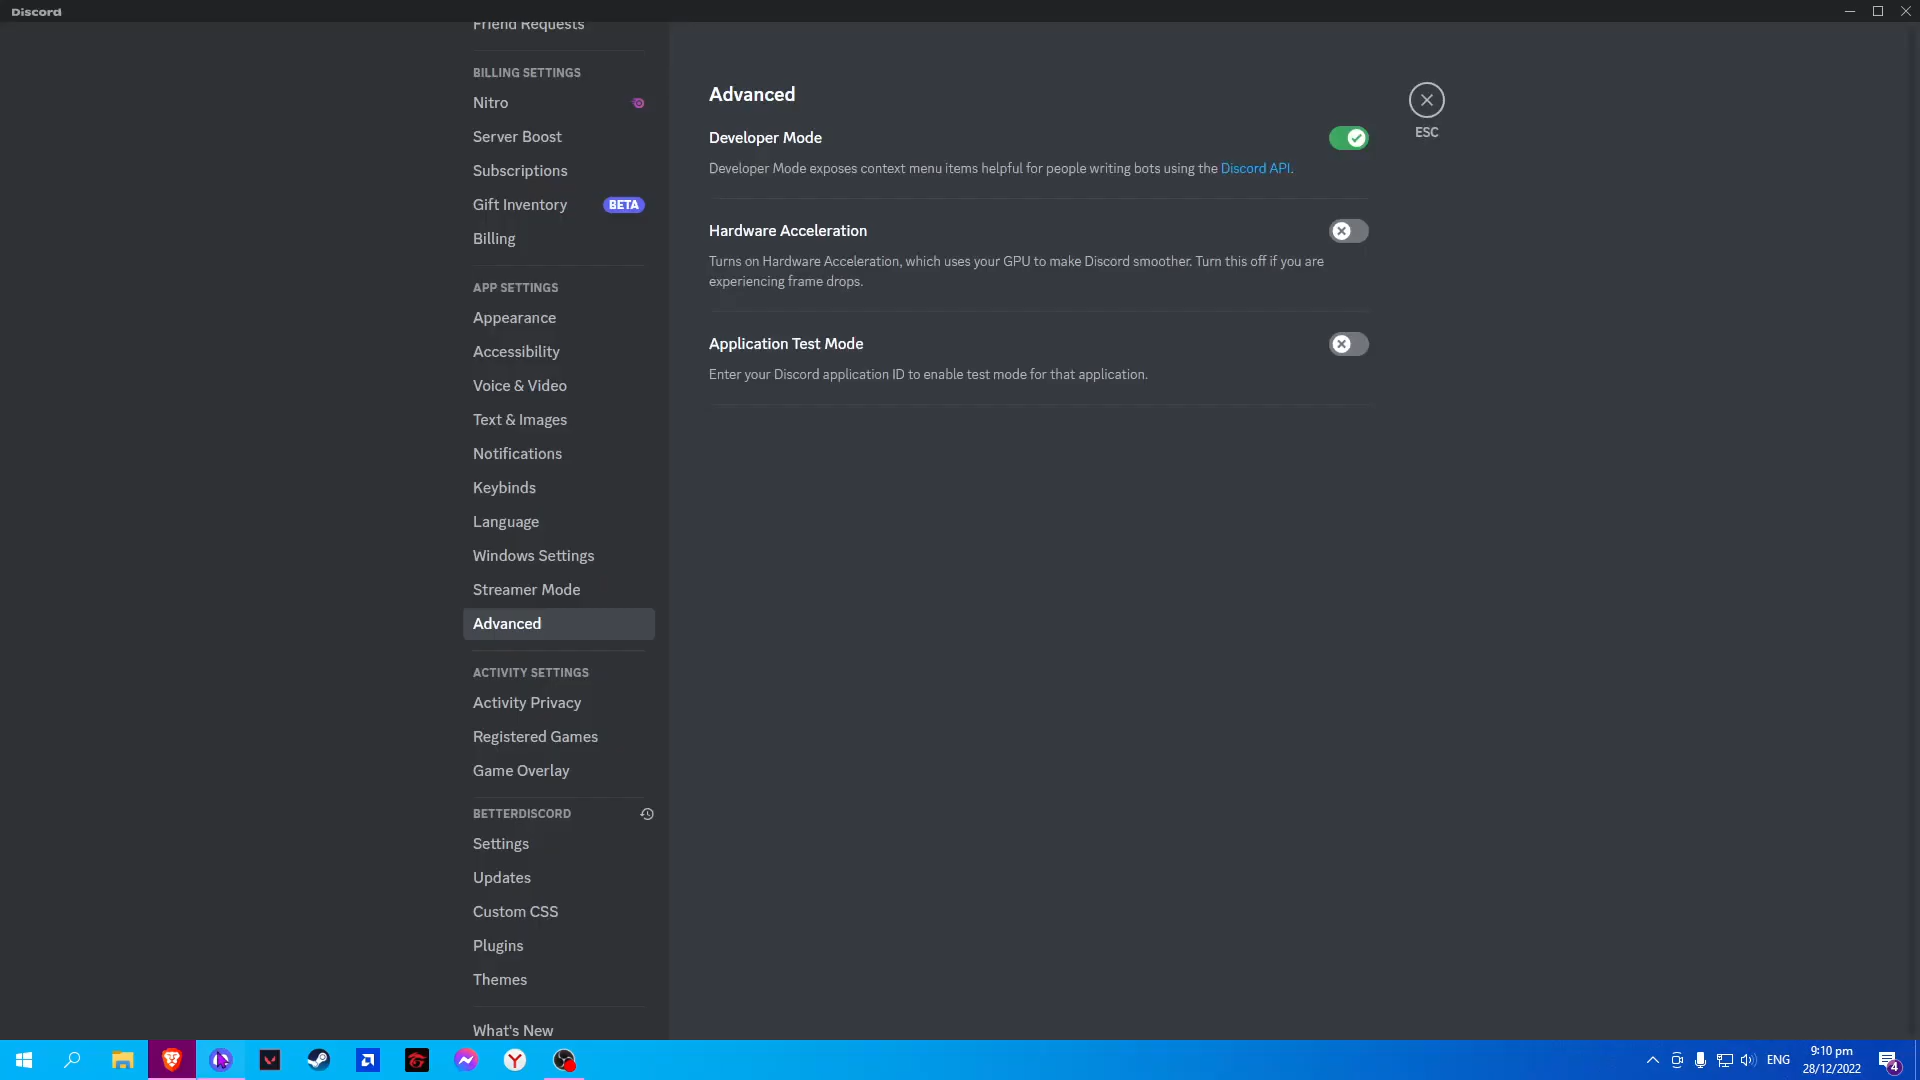 Discord
Friend Requests
BILLING SETTINGS
Nitro
Server Boost
Subscriptions
Gift Inventory BETA
Billing
APP SETTINGS
Appearance
Accessibility
Voice & Video
Text & Images
Notifications
Keybinds
Language
Windows Settings
Streamer Mode
Advanced
ACTIVITY SETTINGS
Activity Privacy
Registered Games
Game Overlay
BETTERDISCORD
Settings
Updates
Custom CSS
Plugins
Themes
What's New
Advanced
Developer Mode
Developer Mode exposes context menu items helpful for people writing bots using the Discord API.
Hardware Acceleration
Turns on Hardware Acceleration, which uses your GPU to make Discord smoother. Turn this off if you are
experiencing frame drops.
Application Test Mode
Enter your Discord application ID to enable test mode for that application.
ESC
ENG
9:10 pm
28/12/2022
4